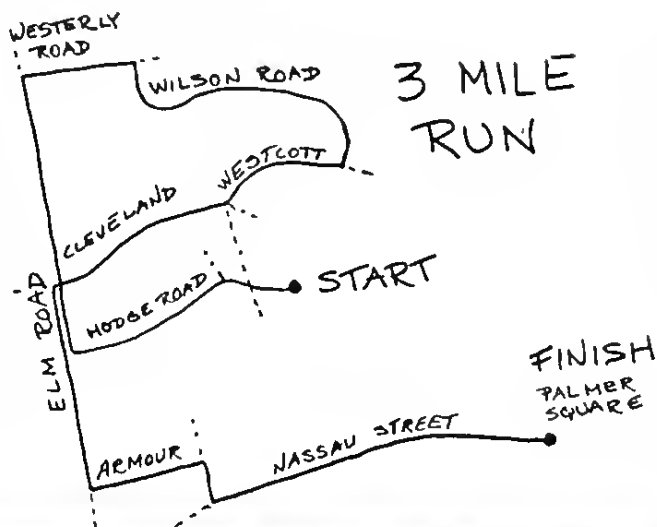 WESTERLY
ROAD
WILSON ROAD
3 MILE
RUN
WESTCOTT
CLEVELAND
HODGE ROAD
START
ELM ROAD
FINISH
PALMER
SQUARE
ARMOUR
NASSAU STREET